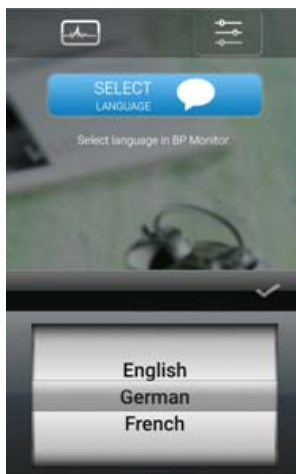 SELECT
LANGUAGE
Select language in BP Monitor.
English
German
French